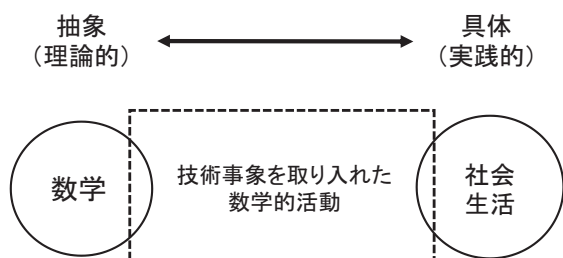 抽象
(理論的)
具体
(実践的)
数学
技術事象を取り入れた
数学的活動
社会
生活